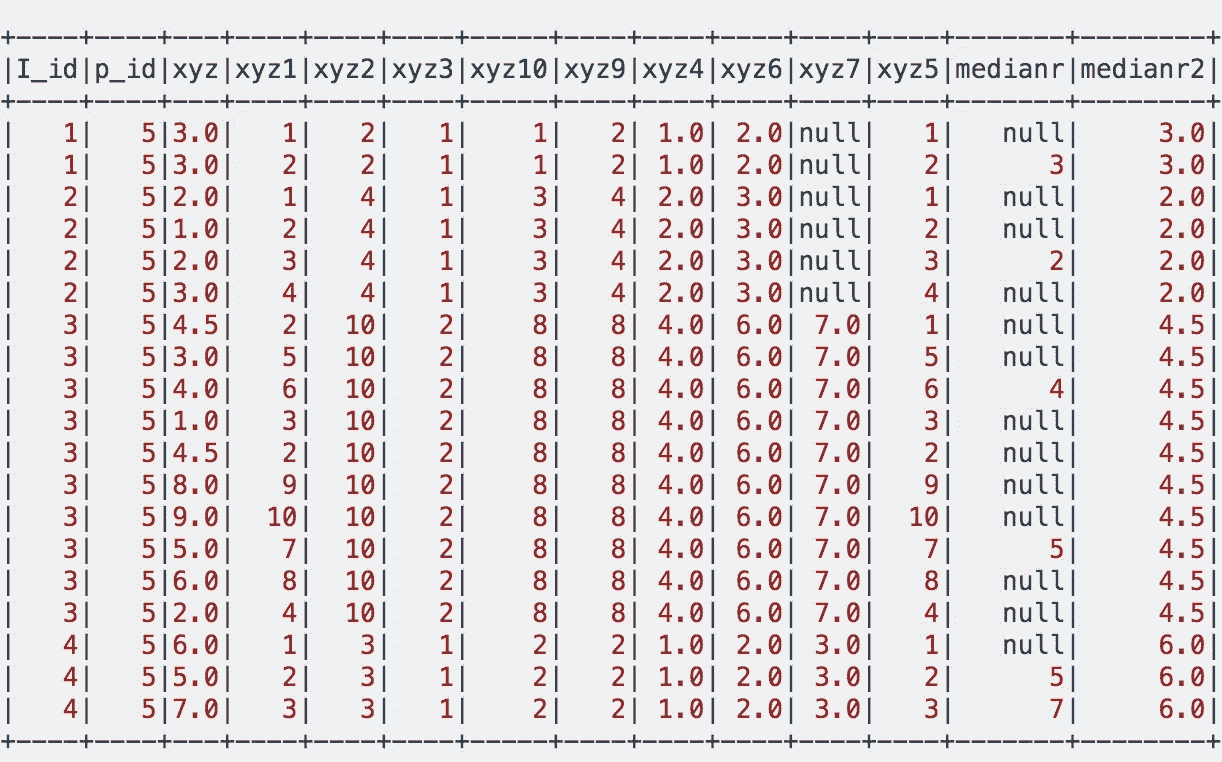 +----+----+---+----+----+----+-----+----+----+----+----+----+--------+--------+
|I_id|p_id|xyz|xyz1|xyz2|xyz3|xyz10|xyz9|xyz4|xyz6|xyz7|xyz5|medianr|medianr2|
+----+----+---+----+----+----+-----+----+----+----+----+----+--------+--------+
| 1| 5|3.0| 1| 2| 1| 1| 2| 1.0| 2.0|null| 1| null| 3.0|
| 1| 5|3.0| 2| 2| 1| 1| 2| 1.0| 2.0|null| 2| 3| 3.0|
| 2| 5|2.0| 1| 4| 1| 3| 4| 2.0| 3.0|null| 1| null| 2.0|
| 2| 5|1.0| 2| 4| 1| 3| 4| 2.0| 3.0|null| 2| null| 2.0|
| 2| 5|2.0| 3| 4| 1| 3| 4| 2.0| 3.0|null| 3| 2| 2.0|
| 2| 5|3.0| 4| 4| 1| 3| 4| 2.0| 3.0|null| 4| null| 2.0|
| 3| 5|4.5| 2| 10| 2| 8| 8| 4.0| 6.0| 7.0| 1| null| 4.5|
| 3| 5|3.0| 5| 10| 2| 8| 8| 4.0| 6.0| 7.0| 5| null| 4.5|
| 3| 5|4.0| 6| 10| 2| 8| 8| 4.0| 6.0| 7.0| 6| 4| 4.5|
| 3| 5|1.0| 3| 10| 2| 8| 8| 4.0| 6.0| 7.0| 3| null| 4.5|
| 3| 5|4.5| 2| 10| 2| 8| 8| 4.0| 6.0| 7.0| 2| null| 4.5|
| 3| 5|8.0| 9| 10| 2| 8| 8| 4.0| 6.0| 7.0| 9| null| 4.5|
| 3| 5|9.0| 10| 10| 2| 8| 8| 4.0| 6.0| 7.0| 10| null| 4.5|
| 3| 5|5.0| 7| 10| 2| 8| 8| 4.0| 6.0| 7.0| 7| 5| 4.5|
| 3| 5|6.0| 8| 10| 2| 8| 8| 4.0| 6.0| 7.0| 8| null| 4.5|
| 3| 5|2.0| 4| 10| 2| 8| 8| 4.0| 6.0| 7.0| 4| null| 4.5|
| 4| 5|6.0| 1| 3| 1| 2| 2| 1.0| 2.0| 3.0| 1| null| 6.0|
| 4| 5|5.0| 2| 3| 1| 2| 2| 1.0| 2.0| 3.0| 2| 5| 6.0|
| 4| 5|7.0| 3| 3| 1| 2| 2| 1.0| 2.0| 3.0| 3| 7| 6.0|
+----+----+---+----+----+----+-----+----+----+----+----+----+--------+--------+